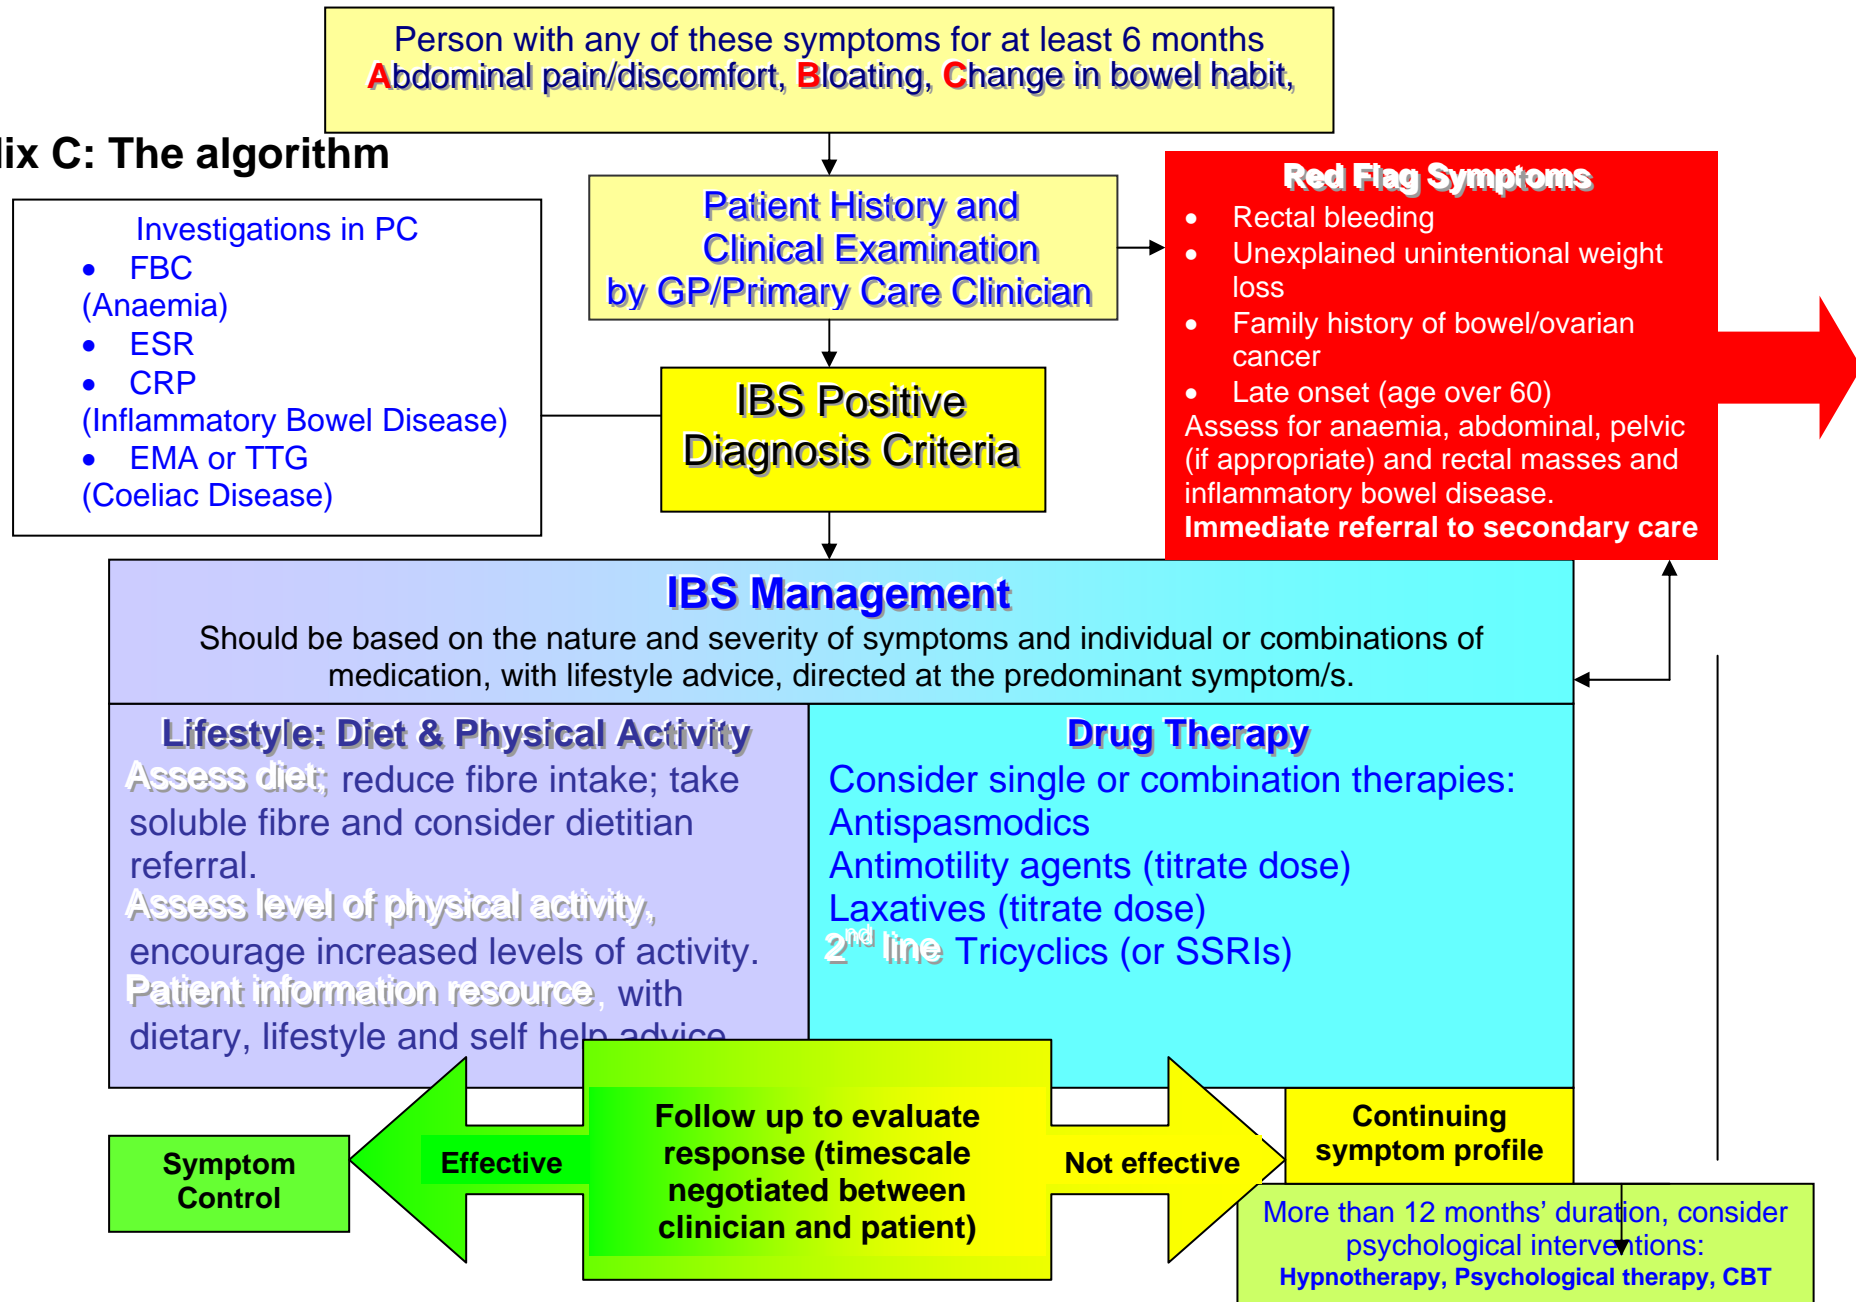 Person with any of these symptoms for at least 6 months
Abdominal pain/discomfort, Bloating, Change in bowel habit,
lix C: The algorithm
Investigations in PC
• FBC
(Anaemia)
• ESR
• CRP
(Inflammatory Bowel Disease)
• EMA or TTG
(Coeliac Disease)
Patient History and
Clinical Examination
by GP/Primary Care Clinician
Red Flag Symptoms
• Rectal bleeding
• Unexplained unintentional weight
loss
• Family history of bowel/ovarian
cancer
• Late onset (age over 60)
Assess for anaemia, abdominal, pelvic
(if appropriate) and rectal masses and
inflammatory bowel disease.
Immediate referral to secondary care
IBS Positive
Diagnosis Criteria
IBS Management
Should be based on the nature and severity of symptoms and individual or combinations of
medication, with lifestyle advice, directed at the predominant symptom/s.
Lifestyle: Diet & Physical Activity
Assess diet; reduce fibre intake; take
soluble fibre and consider dietitian
referral.
Assess level of physical activity,
encourage increased levels of activity.
Patient information resource, with
dietary, lifestyle and self help advice
Drug Therapy
Consider single or combination therapies:
Antispasmodics
Antimotility agents (titrate dose)
Laxatives (titrate dose)
2nd line Tricyclics (or SSRIs)
Symptom
Control
Effective
Follow up to evaluate
response (timescale
negotiated between
clinician and patient)
Not effective
Continuing
symptom profile
More than 12 months’ duration, consider
psychological interventions:
Hypnotherapy, Psychological therapy, CBT